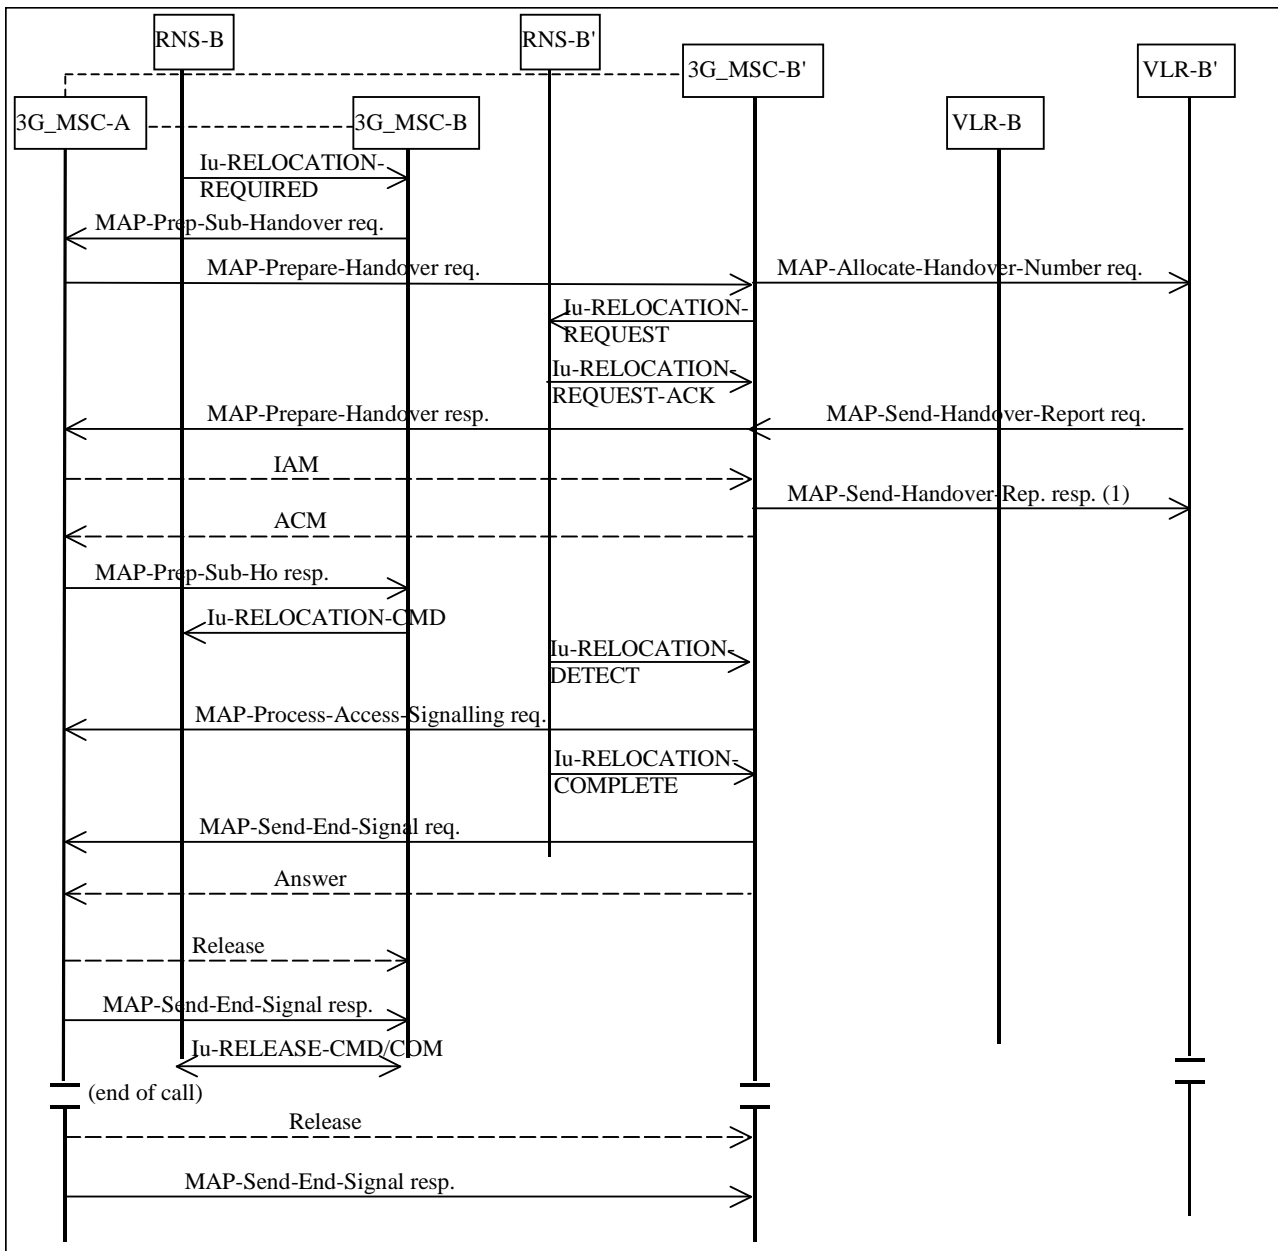 RNS-B
RNS-B'
3G_MSC-B'
VLR-B'
3G_MSC-A
3G_MSC-B
VLR-B
Iu-RELOCATION-
REQUIRED
MAP-Prep-Sub-Handover req.
MAP-Prepare-Handover req.
MAP-Allocate-Handover-Number req.
Iu-RELOCATION-
REQUEST
Iu-RELOCATION-
REQUEST-ACK
MAP-Prepare-Handover resp.
MAP-Send-Handover-Report req.
IAM
MAP-Send-Handover-Rep. resp. (1)
ACM
MAP-Prep-Sub-Ho resp.
Iu-RELOCATION-CMD
Iu-RELOCATION-
DETECT
MAP-Process-Access-Signalling req.
Iu-RELOCATION-
COMPLETE
MAP-Send-End-Signal req.
Answer
Release
MAP-Send-End-Signal resp.
Iu-RELEASE-CMD/COM
(end of call)
Release
MAP-Send-End-Signal resp.